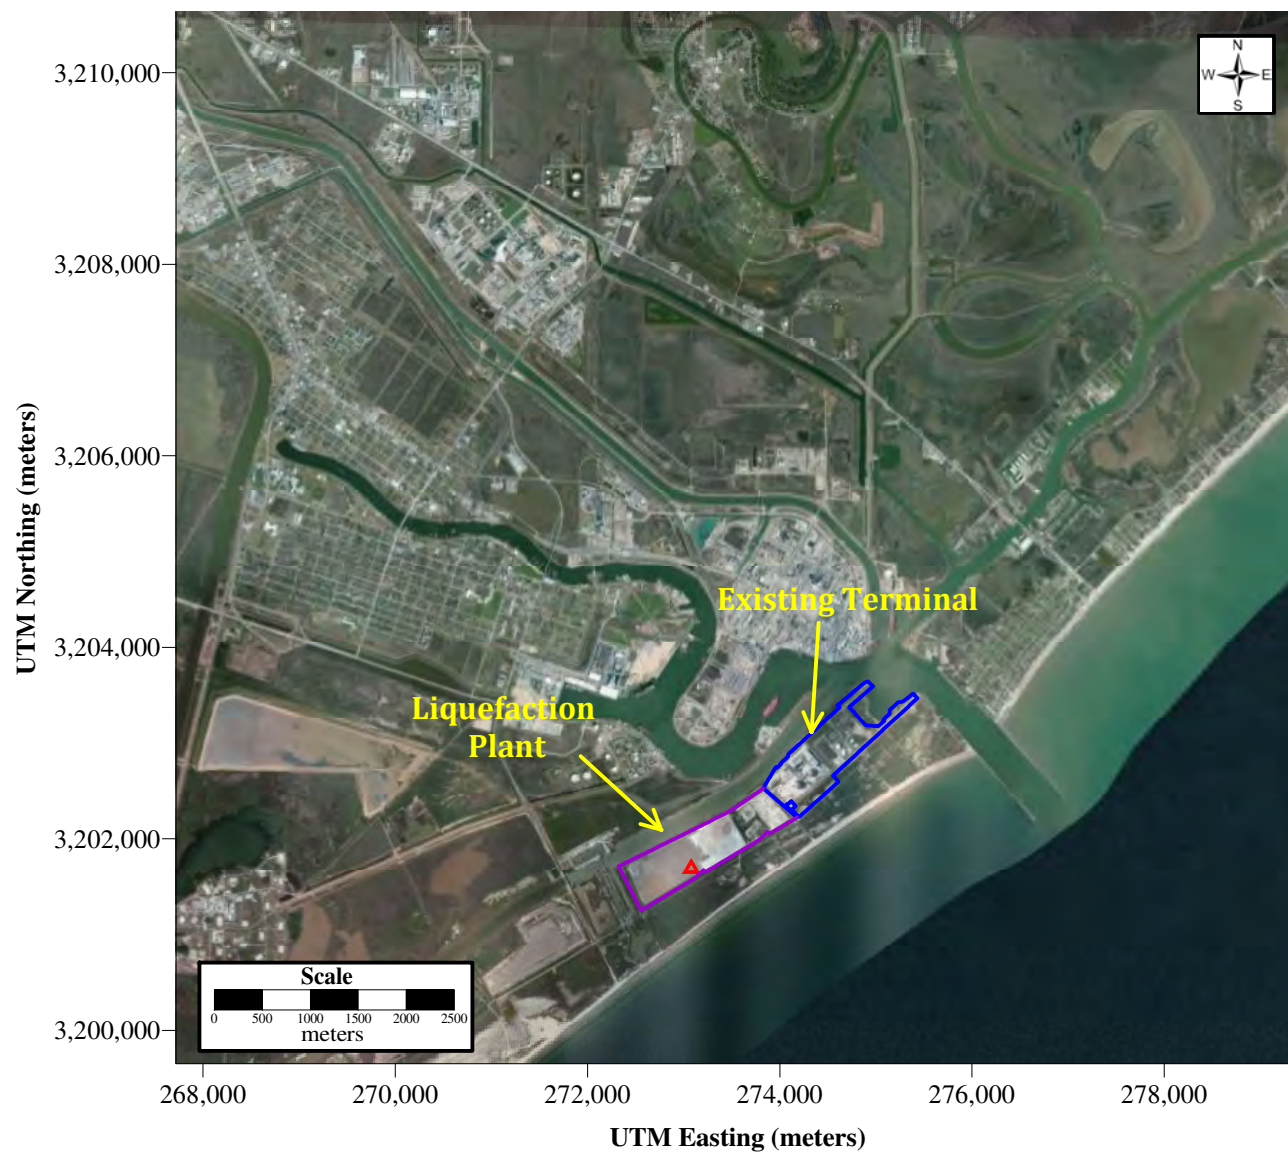 3,210,000
N
W E
S
3,208,000
3,206,000
Existing Terminal
3,204,000
Liquefaction
Plant
3,202,000
Scale
0 500 1000 1500 2000 2500
meters
3,200,000
268,000 270,000 272,000 274,000 276,000 278,000
UTM Easting (meters)
UTM Northing (meters)